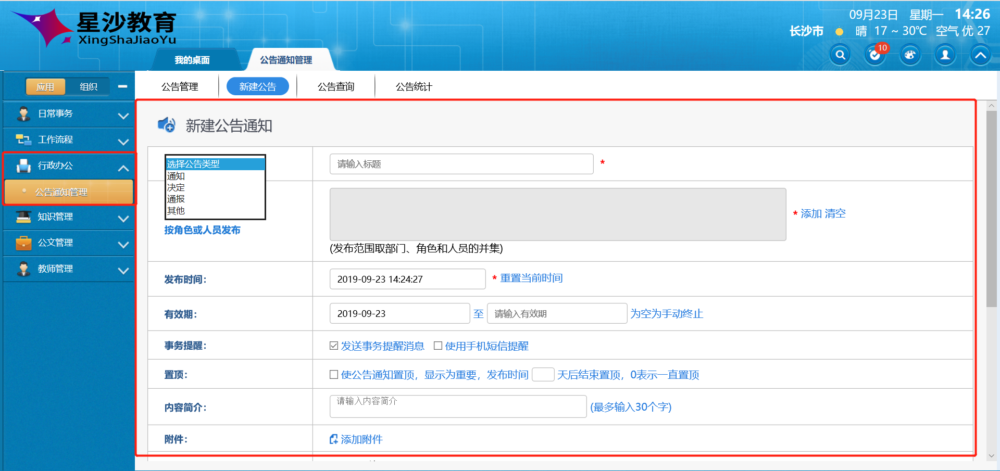 星沙教育
XingShaJiaoYu
09月23日 星期一 14:26
长沙市 晴 17 ~ 30℃ 空气 优 27
10
我的桌面 公告通知管理
应用 组织
公告管理 新建公告 公告查询 公告统计
日常事务
工作流程
行政办公
公告通知管理
知识管理
公文管理
教师管理
新建公告通知
选择公告类型
通知
决定
通报
其他
请输入标题 *
按角色或人员发布
* 添加 清空
(发布范围取部门、角色和人员的并集)
发布时间: 2019-09-23 14:24:27 * 重置当前时间
有效期: 2019-09-23 至 请输入有效期 为空为手动终止
事务提醒: 发送事务提醒消息 使用手机短信提醒
置顶: 使公告通知置顶，显示为重要，发布时间 天后结束置顶，0表示一直置顶
内容简介: 请输入内容简介 (最多输入30个字)
附件: 添加附件